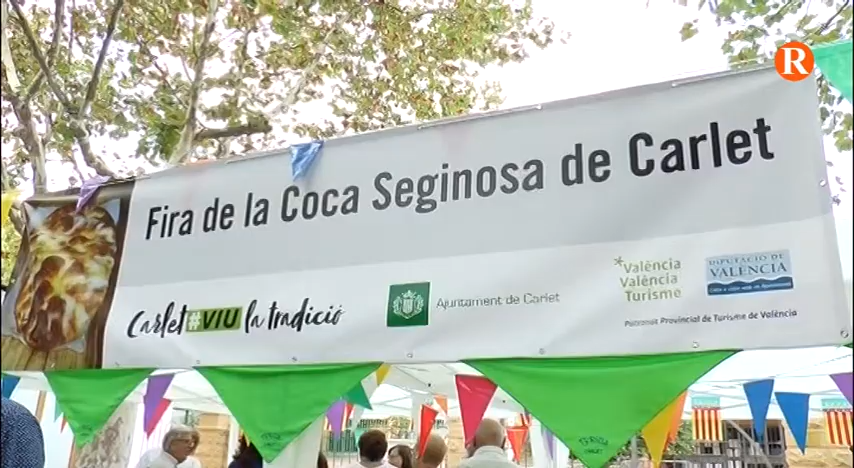 R
Fira de la Coca Seginosa de Carlet
Carlet #VIU la tradició
Ajuntament de Carlet
*València
València
Turisme
DIPUTACIÓ DE
VALÈNCIA
Patronat Provincial de Turisme de València